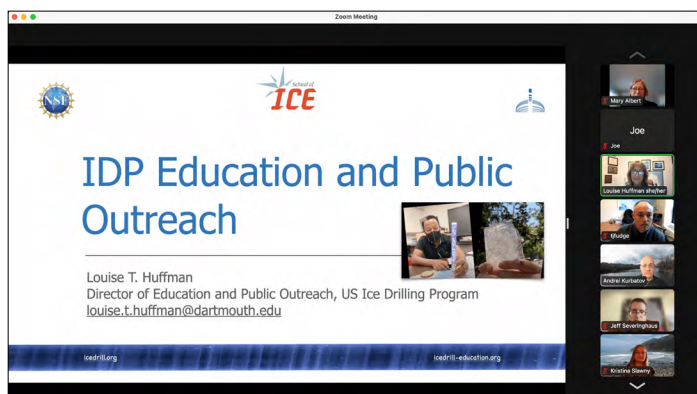 Zoom Meeting
NSF
School of
ICE
IDP Education and Public
Outreach
Louise T. Huffman
Director of Education and Public Outreach, US Ice Drilling Program
louise.t.huffman@dartmouth.edu
icedrill.org
icedrill-education.org
Mary Albert
Joe
Joe
Louise Huffman she/her
tjfudge
Andrei Kurbatov
Jeff Severinghaus
Kristina Slawny